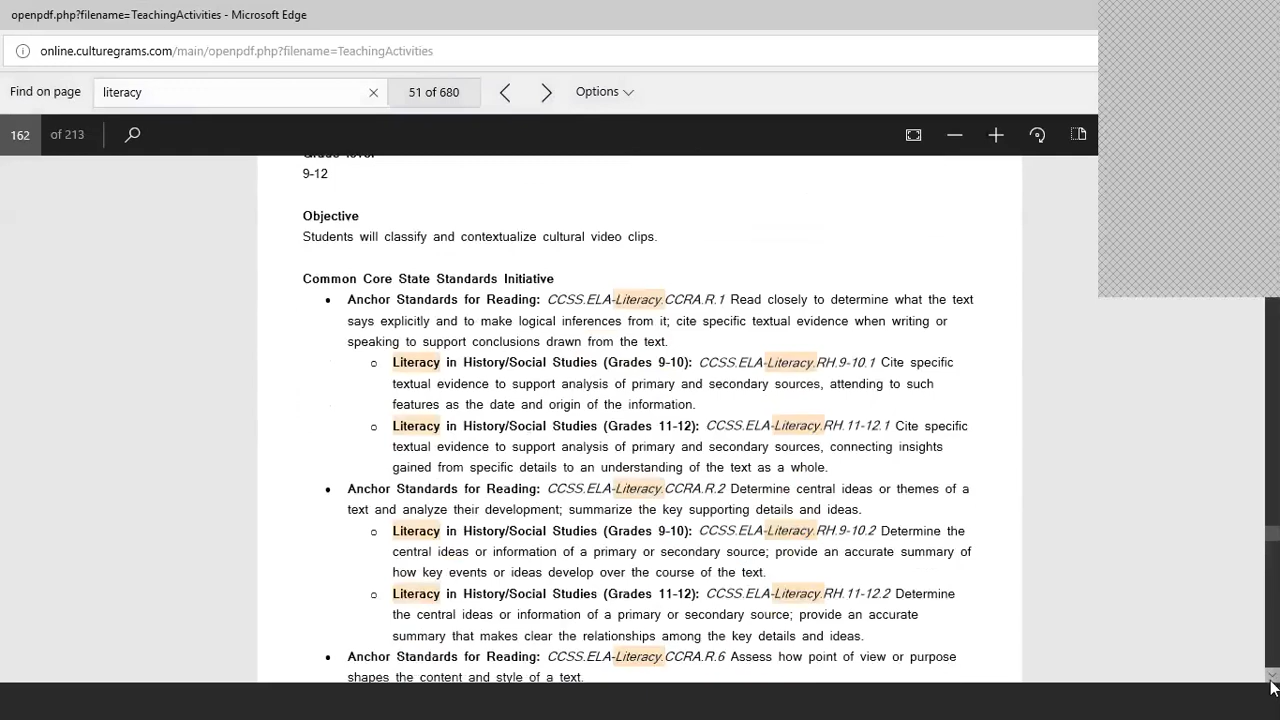 openpdf.php?filename=TeachingActivities - Microsoft Edge
online.culturegrams.com/main/openpdf.php?filename=TeachingActivities
Find on page literacy 51 of 680 Options
162 of 213
Grade level
9-12
Objective
Students will classify and contextualize cultural video clips.
Common Core State Standards Initiative
• Anchor Standards for Reading: CCSS.ELA-Literacy.CCRA.R.1 Read closely to determine what the text
says explicitly and to make logical inferences from it; cite specific textual evidence when writing or
speaking to support conclusions drawn from the text.
o Literacy in History/Social Studies (Grades 9-10): CCSS.ELA-Literacy.RH.9-10.1 Cite specific
textual evidence to support analysis of primary and secondary sources, attending to such
features as the date and origin of the information.
o Literacy in History/Social Studies (Grades 11-12): CCSS.ELA-Literacy.RH.11-12.1 Cite specific
textual evidence to support analysis of primary and secondary sources, connecting insights
gained from specific details to an understanding of the text as a whole.
• Anchor Standards for Reading: CCSS.ELA-Literacy.CCRA.R.2 Determine central ideas or themes of a
text and analyze their development; summarize the key supporting details and ideas.
o Literacy in History/Social Studies (Grades 9-10): CCSS.ELA-Literacy.RH.9-10.2 Determine the
central ideas or information of a primary or secondary source; provide an accurate summary of
how key events or ideas develop over the course of the text.
o Literacy in History/Social Studies (Grades 11-12): CCSS.ELA-Literacy.RH.11-12.2 Determine
the central ideas or information of a primary or secondary source; provide an accurate
summary that makes clear the relationships among the key details and ideas.
• Anchor Standards for Reading: CCSS.ELA-Literacy.CCRA.R.6 Assess how point of view or purpose
shapes the content and style of a text.